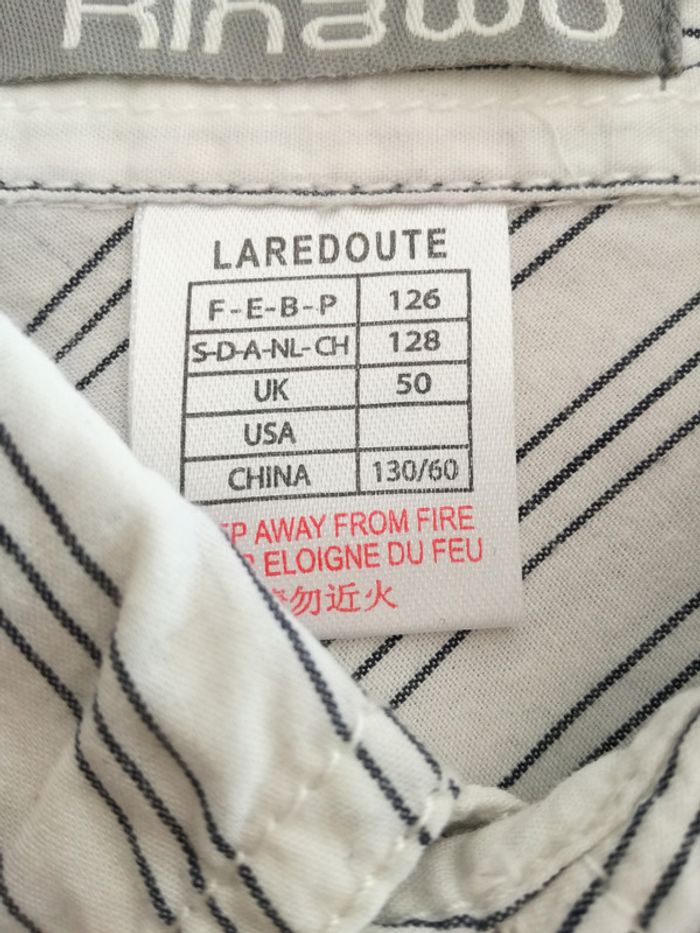 kinawo
LAREDOUTE
F-E-B-P 126
S-D-A-NL-CH 128
UK 50
USA
CHINA 130/60
AWAY FROM FIRE
ELOIGNE DU FEU
勿近火